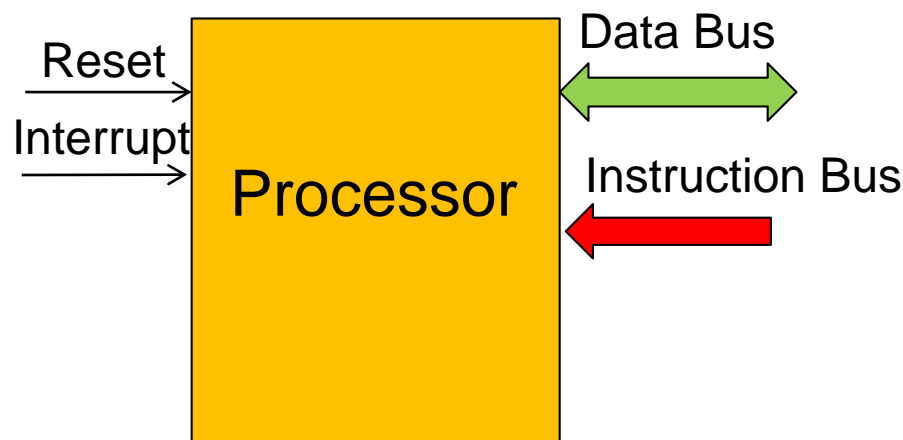 Reset
Interrupt
Processor
Data Bus
Instruction Bus